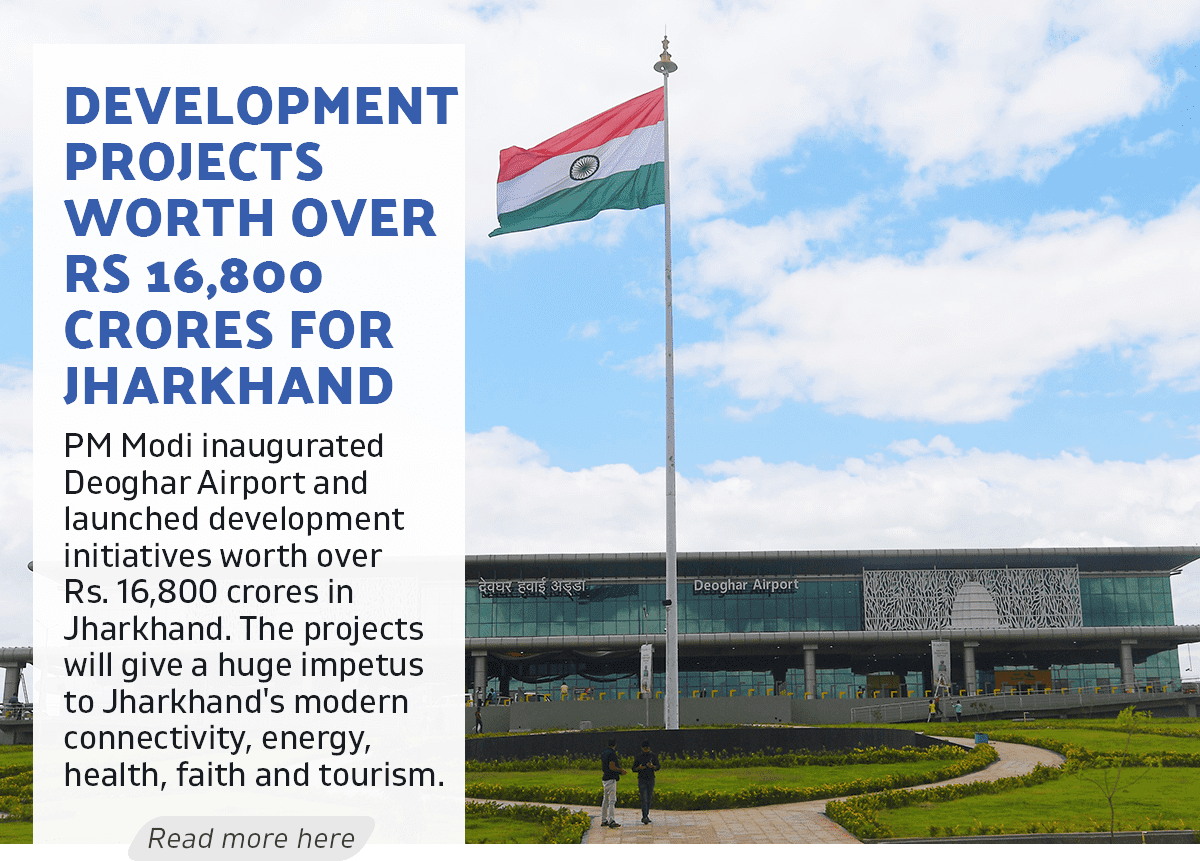 DEVELOPMENT
PROJECTS
WORTH OVER
RS 16,800
CRORES FOR
JHARKHAND
PM Modi inaugurated
Deoghar Airport and
launched development
initiatives worth over
Rs. 16,800 crores in
Jharkhand. The projects
will give a huge impetus
to Jharkhand's modern
connectivity, energy,
health, faith and tourism.
Read more here
देवघर हवाई अड्डा
Deoghar Airport